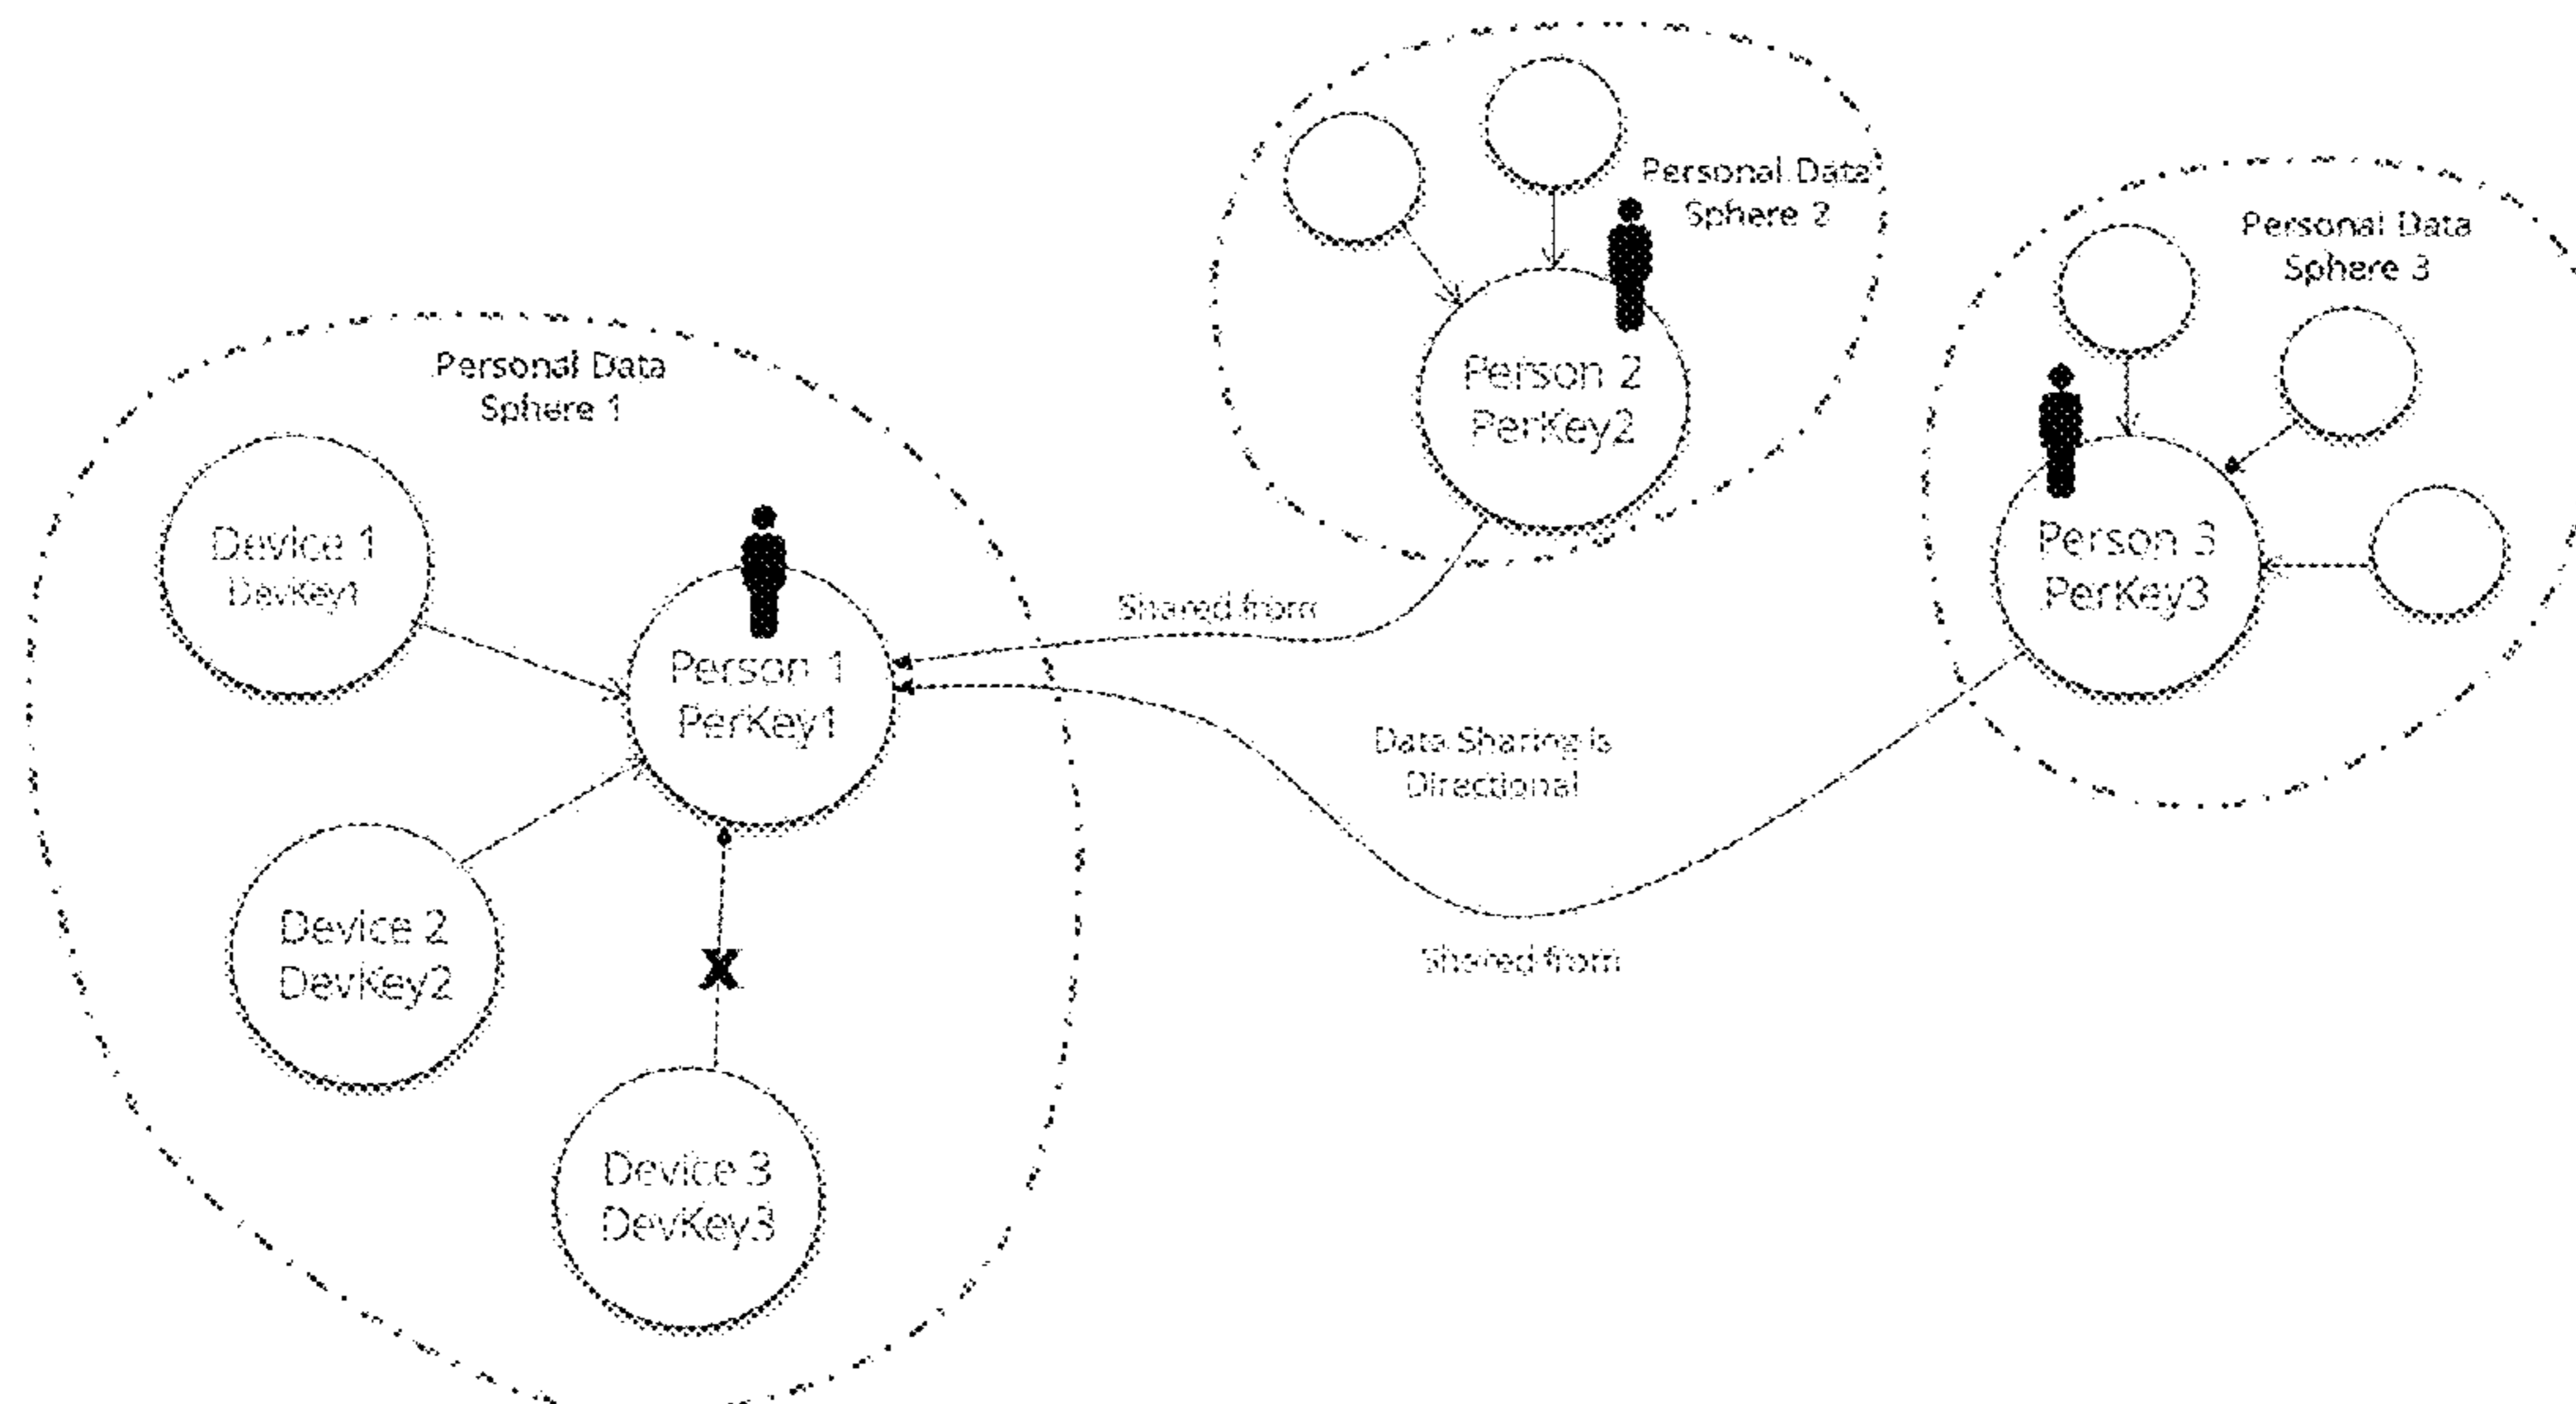 Personal Data
Sphere 1
Device 1
DevKey1
Person 1
PerKey1
Device 2
DevKey2
X
Device 3
DevKey3
Personal Data
Sphere 2
Person 2
PerKey2
Shared from
Data Sharing is
Directional
Shared from
Personal Data
Sphere 3
Person 3
PerKey3